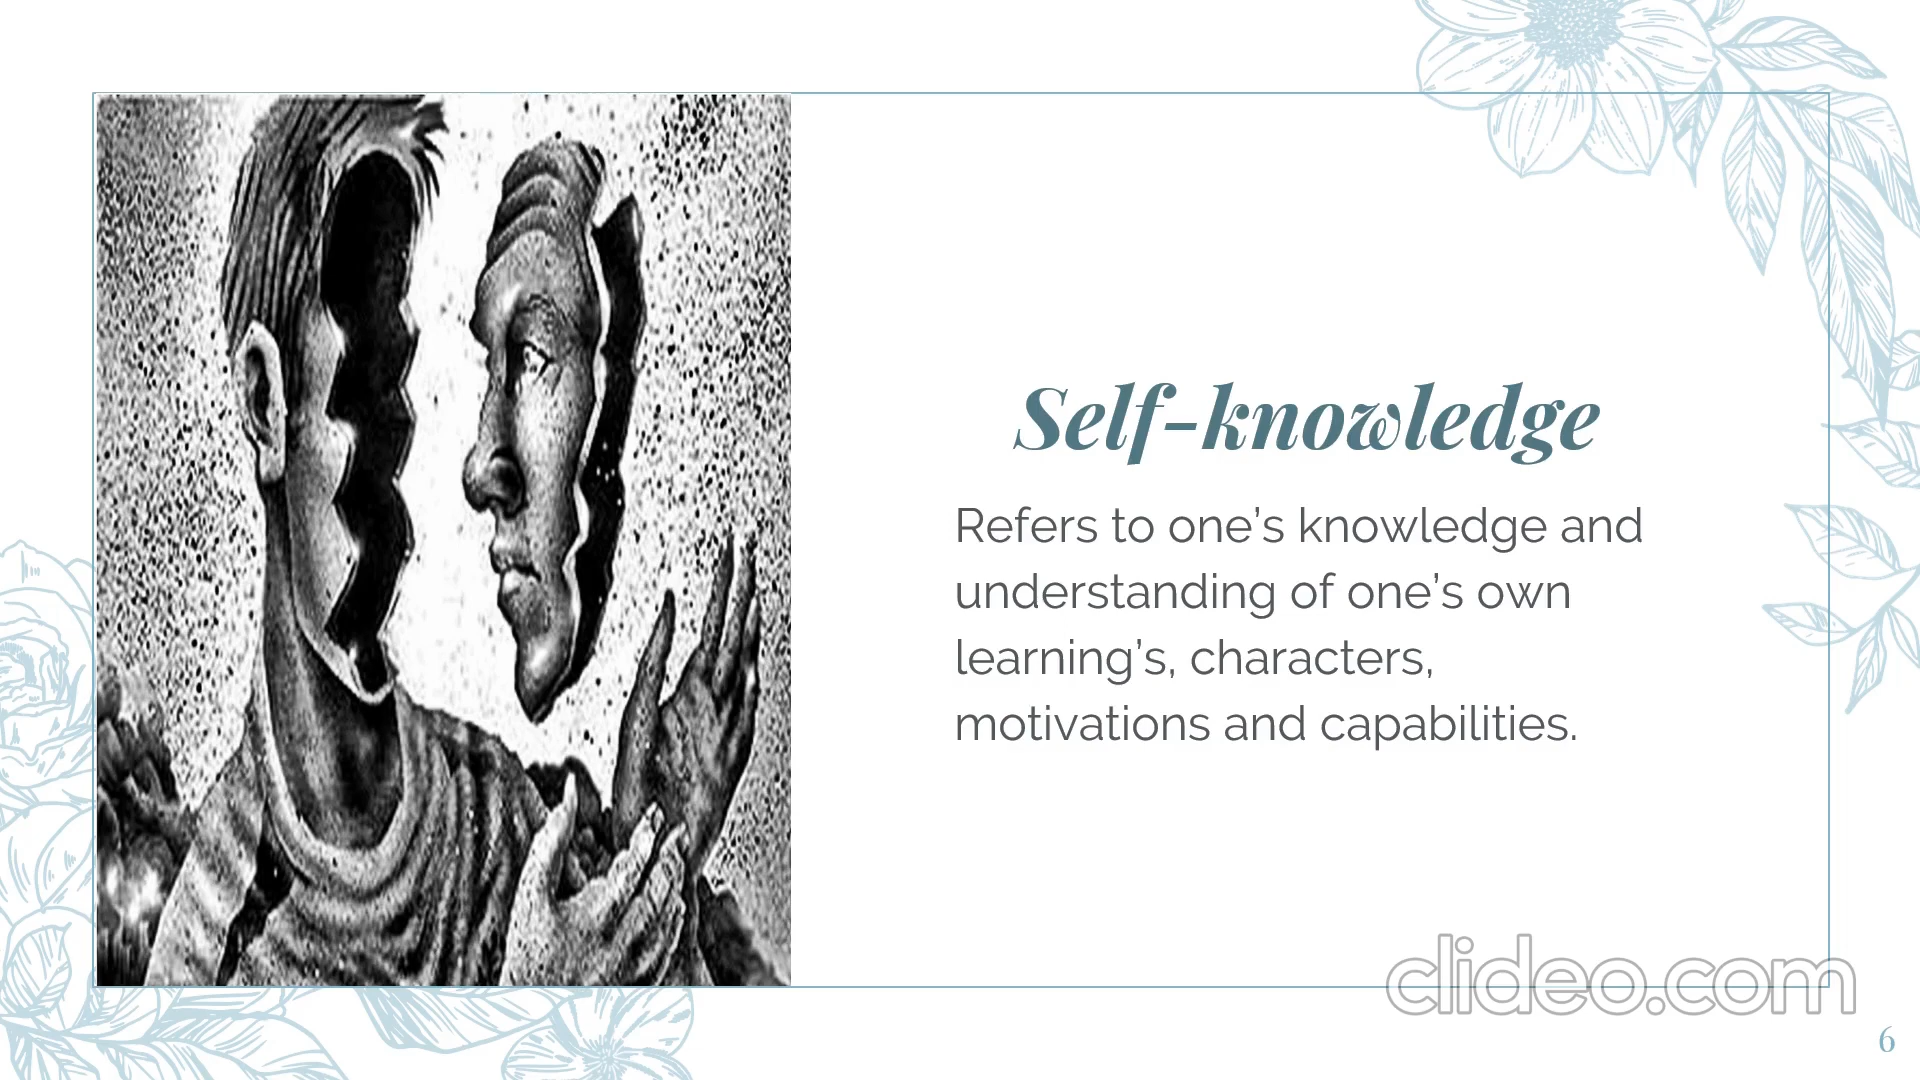 Self-knowledge
Refers to one’s knowledge and
understanding of one’s own
learning’s, characters,
motivations and capabilities.
clideo.com
6